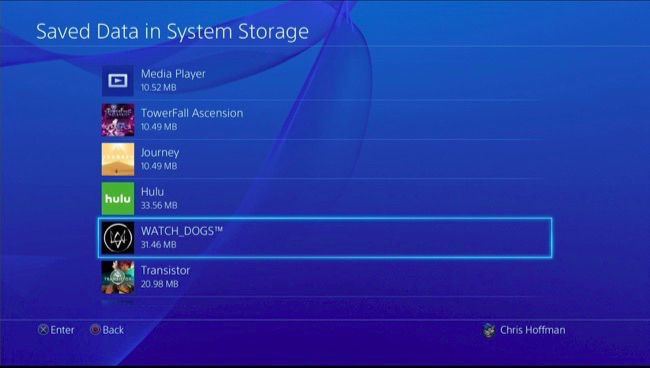 Saved Data in System Storage
Media Player
10.52 MB
TowerFall Ascension
10.49 MB
Journey
10.49 MB
hulu
Hulu
33.56 MB
WATCH_DOGS™
31.46 MB
Transistor
20.98 MB
Enter
Back
Chris Hoffman